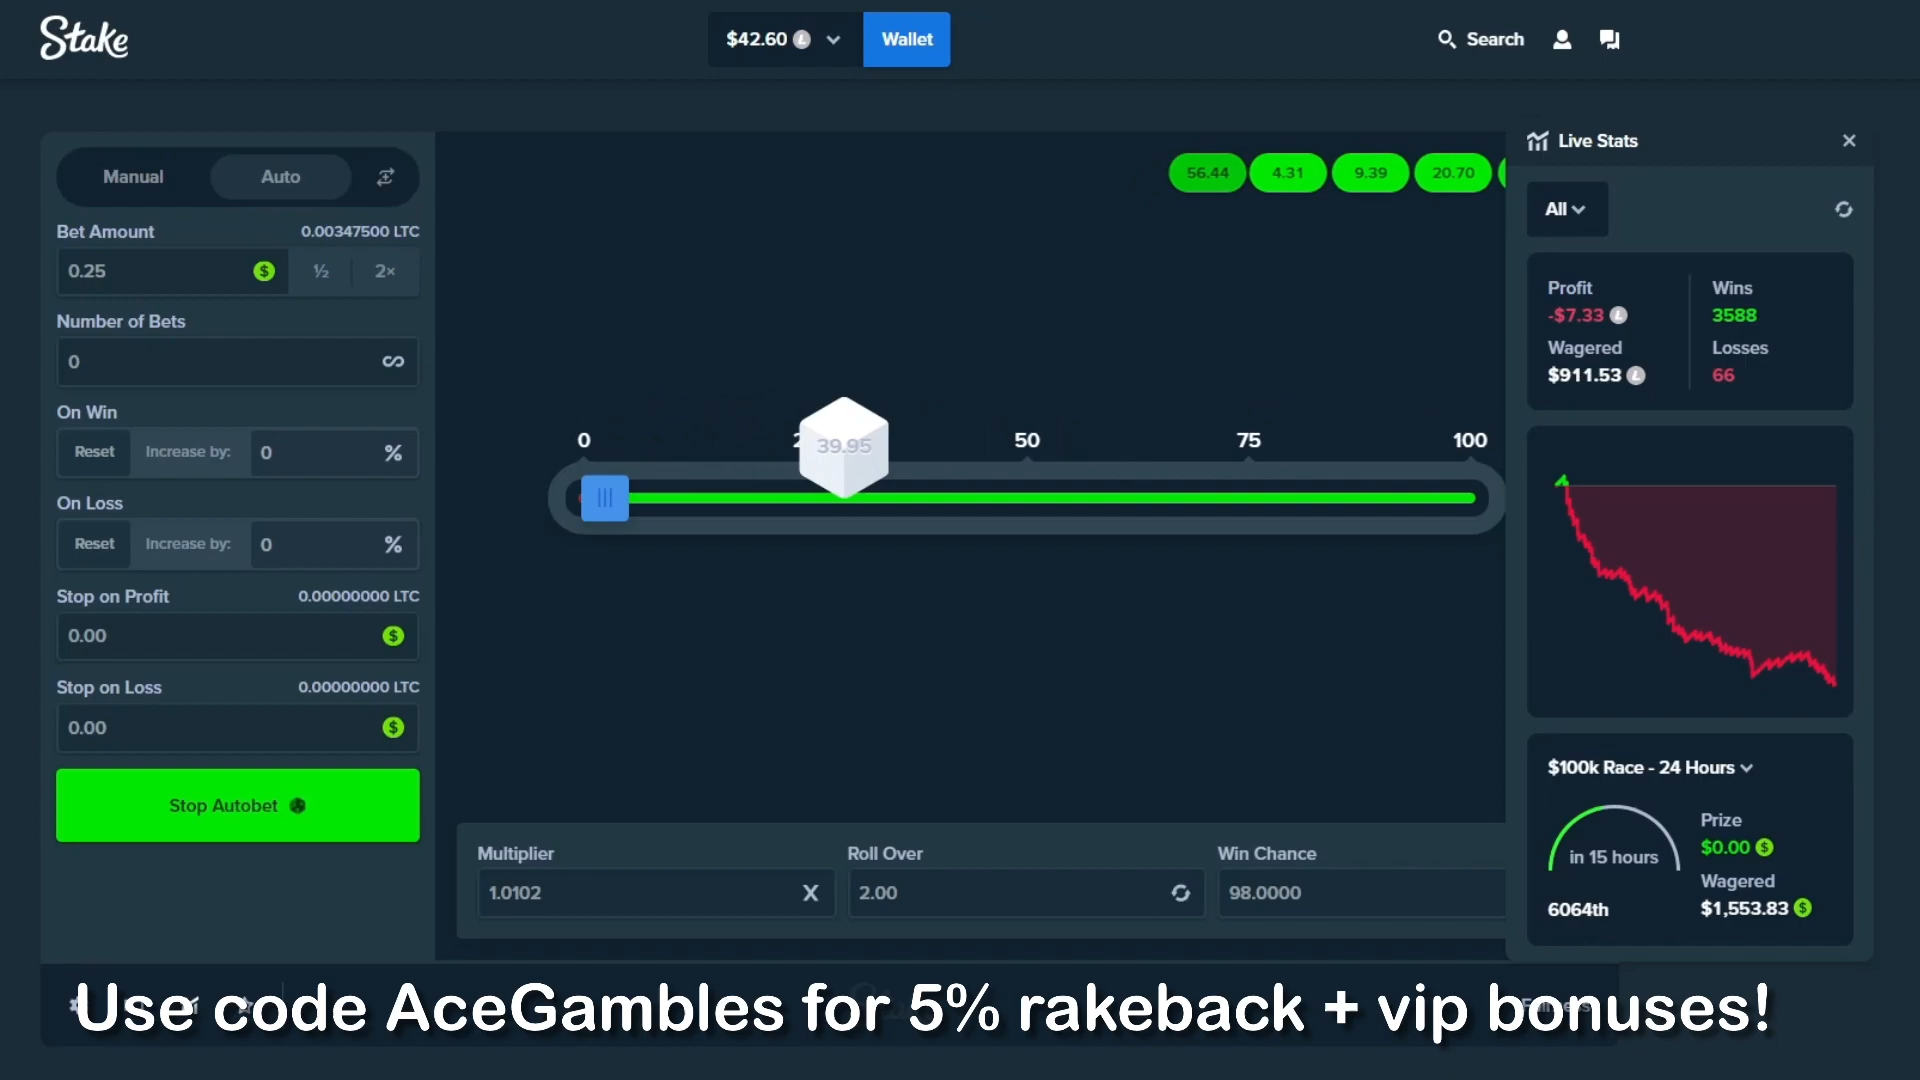 Stake
$42.60
Wallet
Search
Manual
Auto
Bet Amount
0.00347500 LTC
0.25
½
2×
Number of Bets
0
On Win
Reset
Increase by:
0
%
On Loss
Reset
Increase by:
0
%
Stop on Profit
0.00000000 LTC
0.00
Stop on Loss
0.00000000 LTC
0.00
Stop Autobet
56.44
4.31
9.39
20.70
0
50
75
100
39.95
Multiplier
1.0102
X
Roll Over
2.00
Win Chance
98.0000
Live Stats
All
Profit
-$7.33
Wins
3588
Wagered
$911.53
Losses
66
$100k Race - 24 Hours
in 15 hours
6064th
Prize
$0.00
Wagered
$1,553.83
Use code AceGambles for 5% rakeback + vip bonuses!